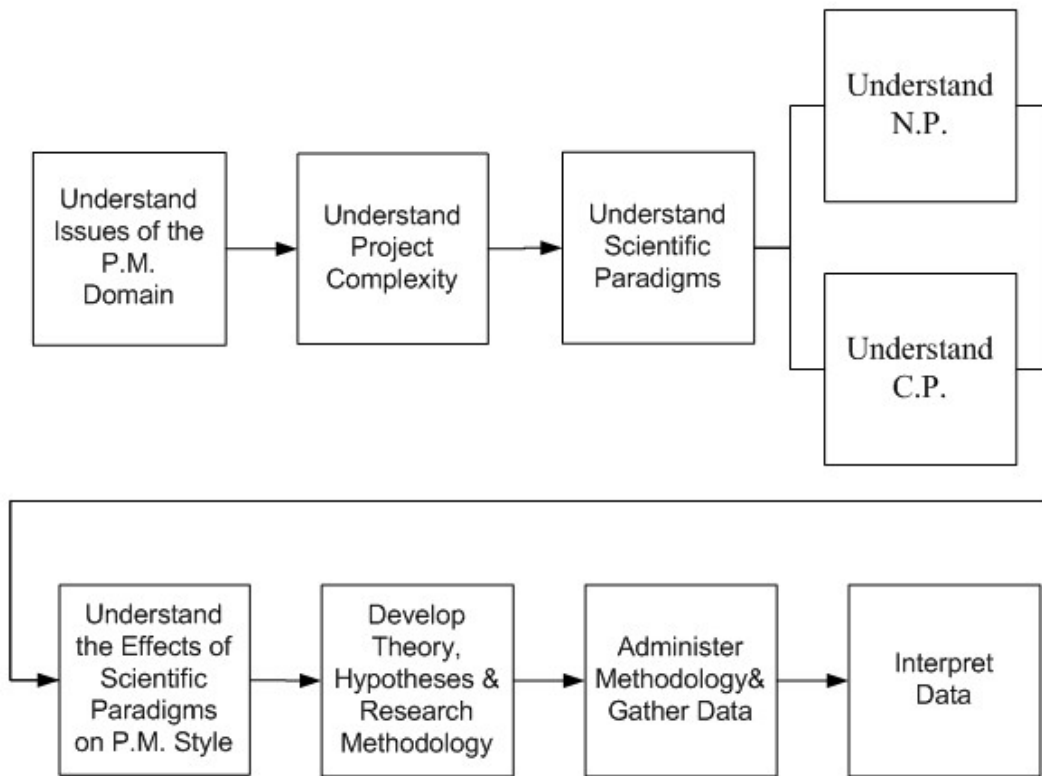 Understand
N.P.
Understand
Issues of the
P.M.
Domain
Understand
Project
Complexity
Understand
Scientific
Paradigms
Understand
C.P.
Understand
the Effects of
Scientific
Paradigms
on P.M. Style
Develop
Theory,
Hypotheses &
Research
Methodology
Administer
Methodology&
Gather Data
Interpret
Data